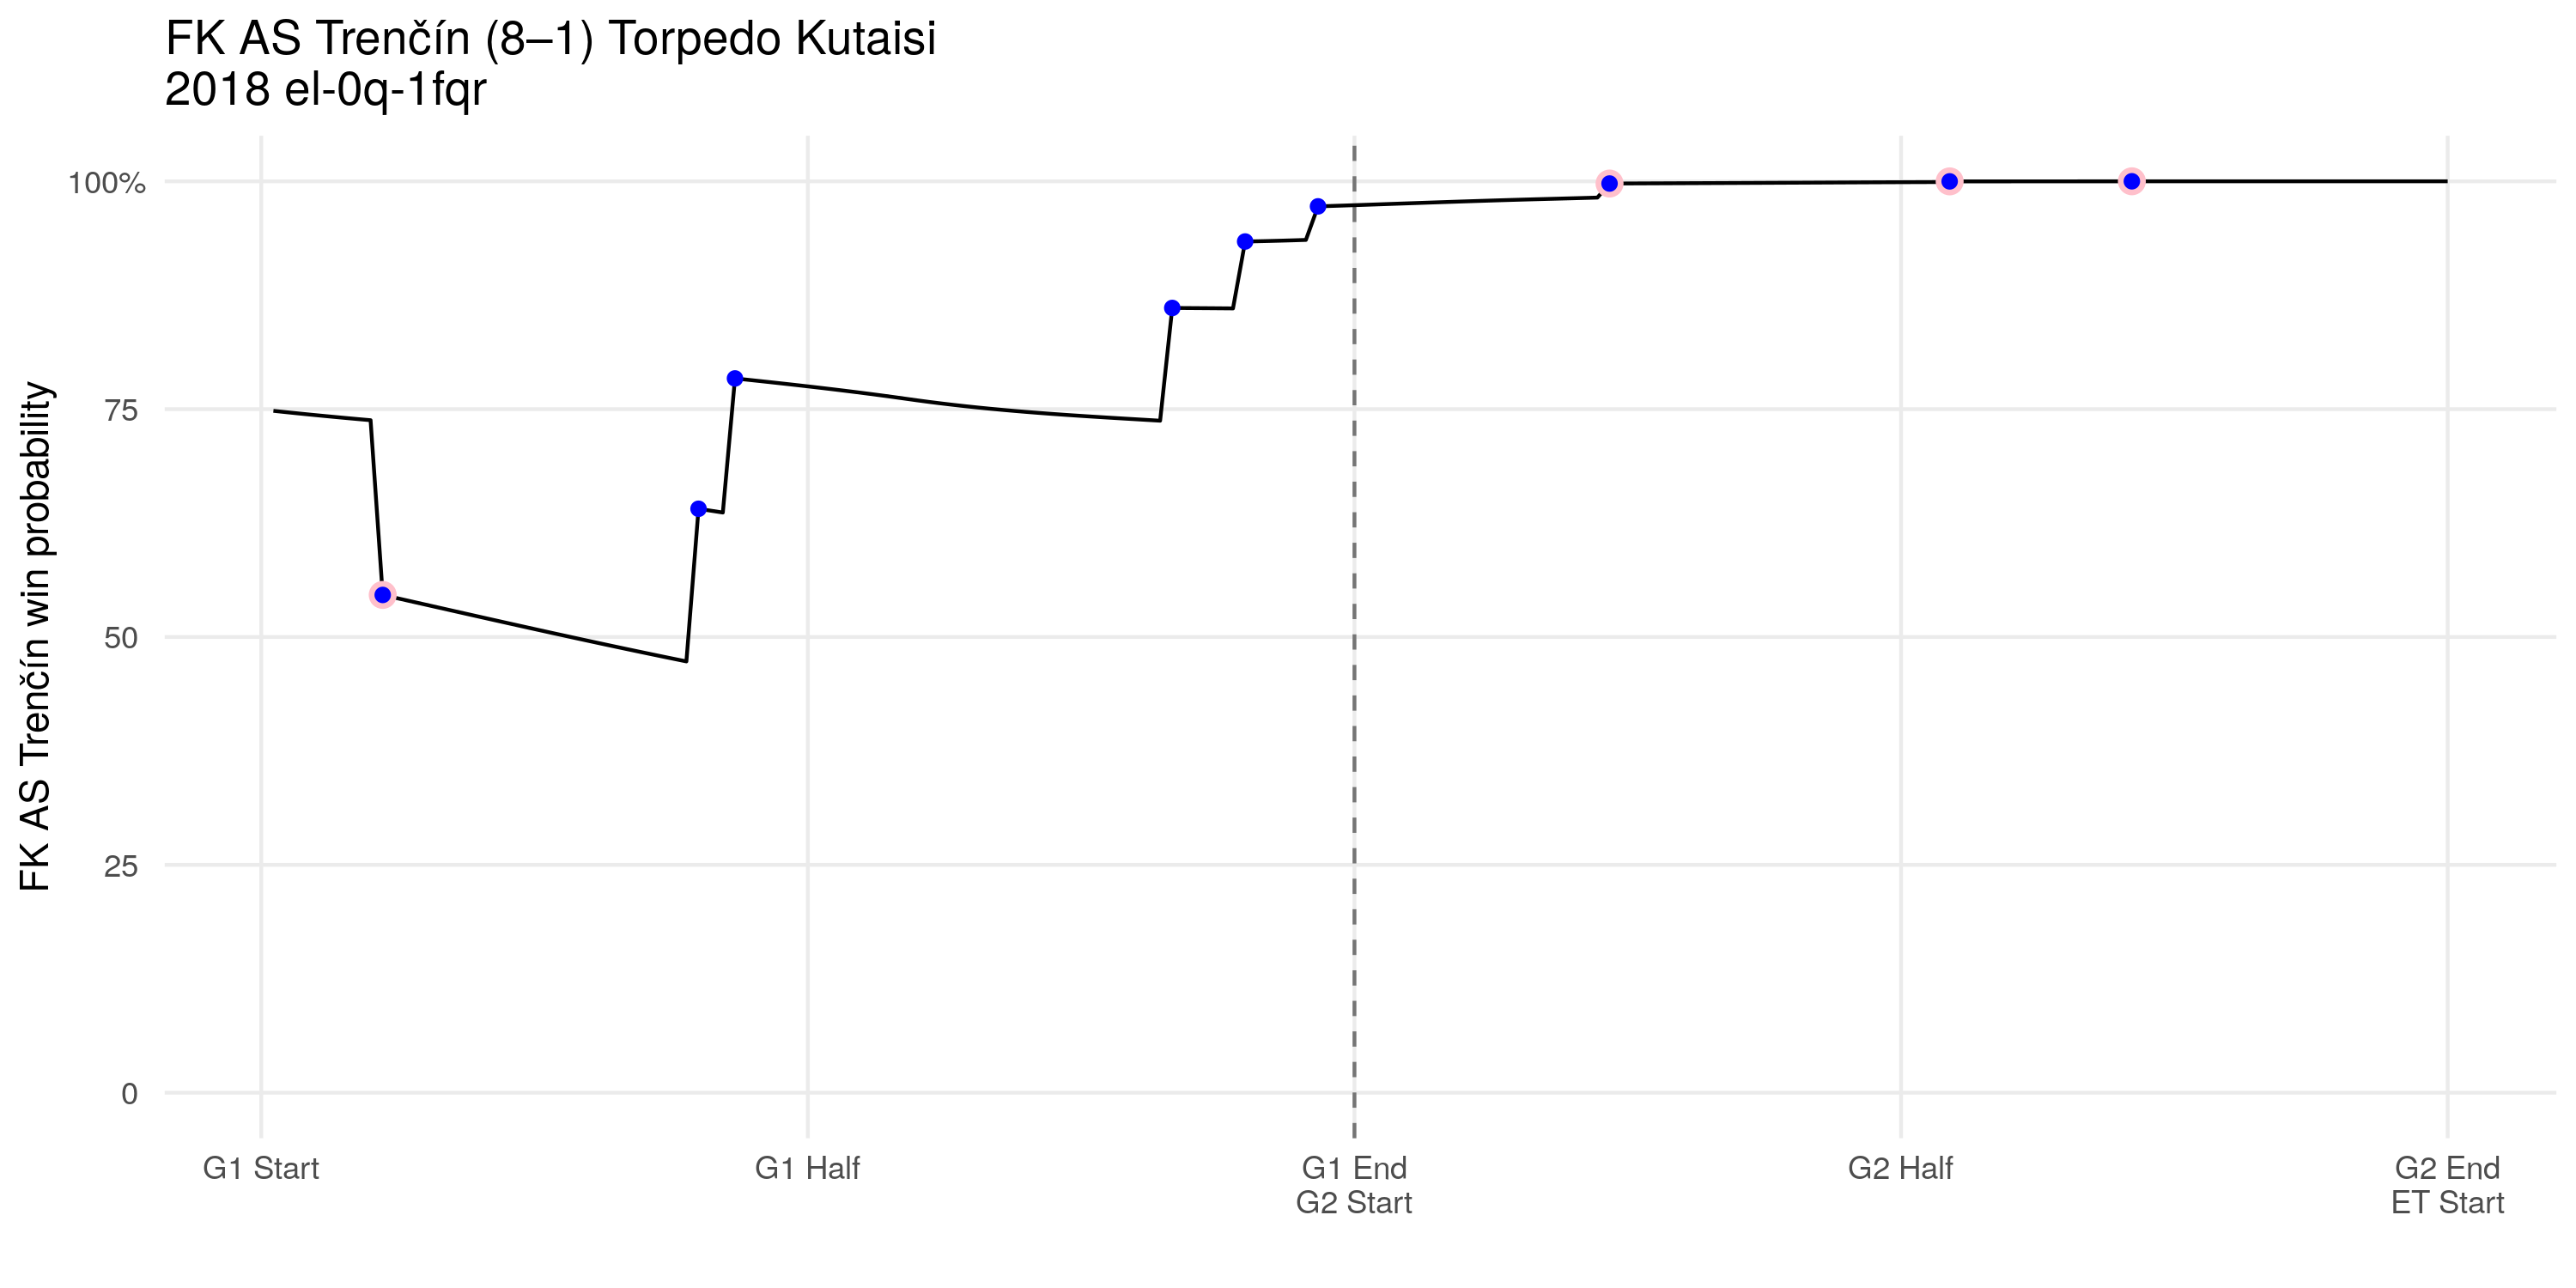 FK AS Trenčín (8–1) Torpedo Kutaisi
2018 el-0q-1fqr
FK AS Trenčín win probability
100%
75
50
25
0
G1 Start
G1 Half
G1 End
G2 Start
G2 Half
G2 End
ET Start